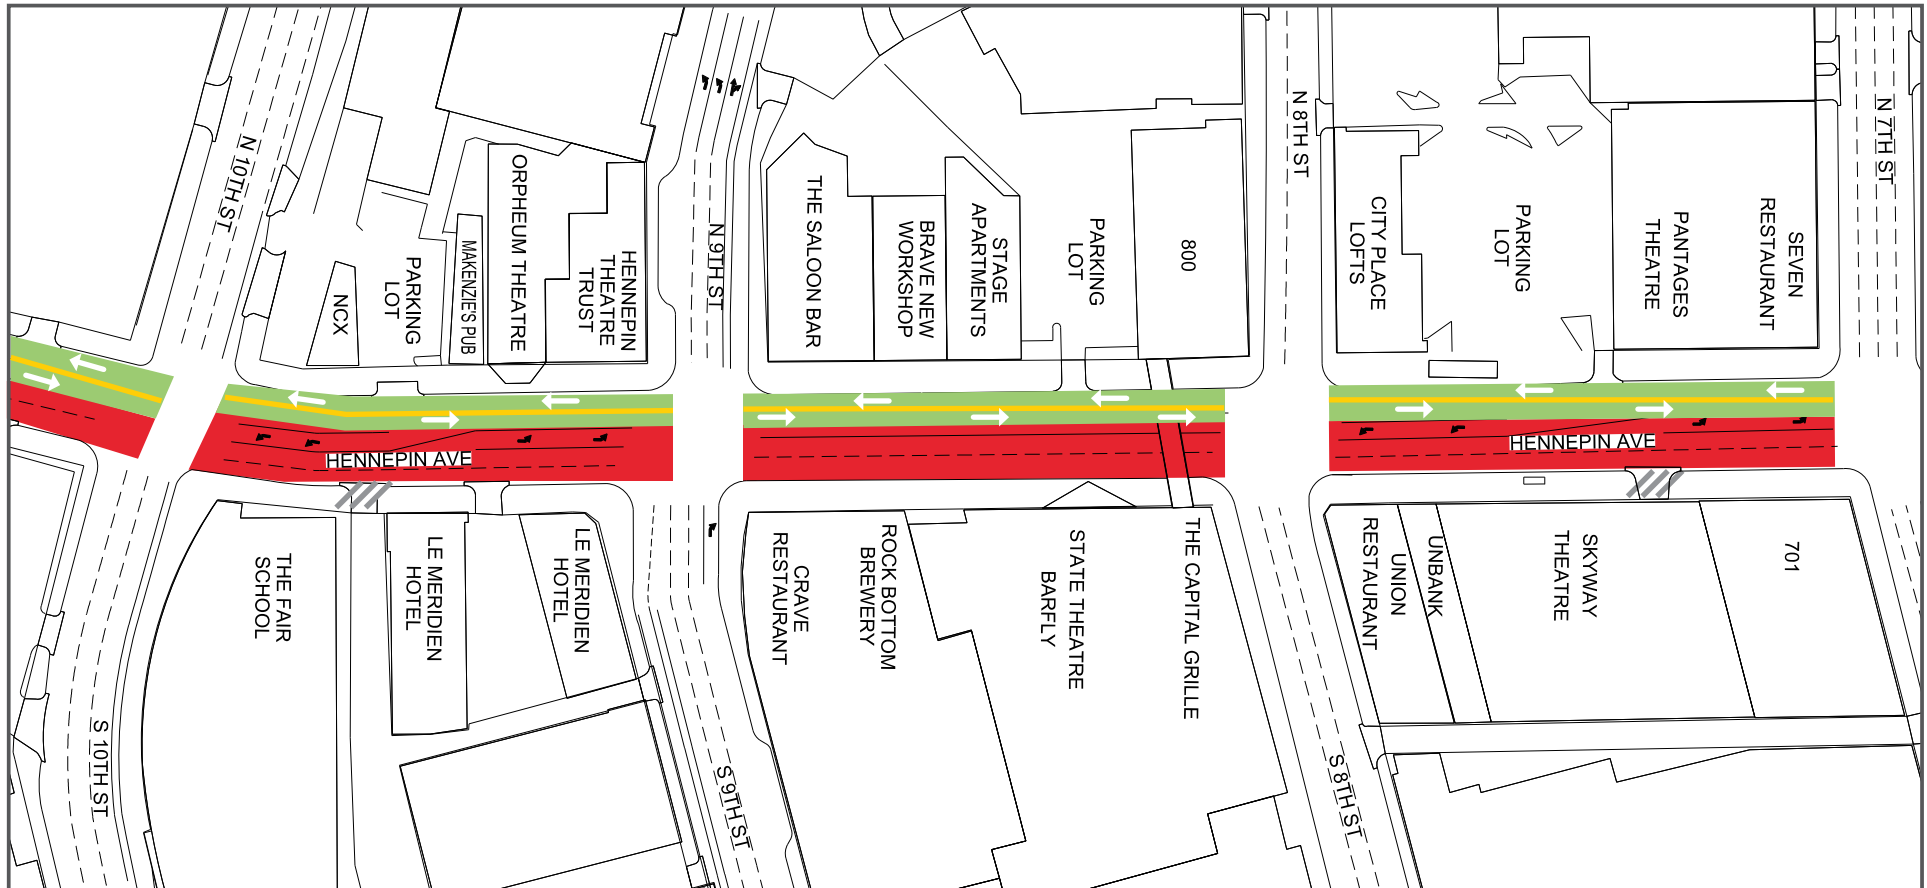 N 10TH ST
NCX
PARKING
LOT
MAKENZIE'S PUB
ORPHEUM THEATRE
HENNEPIN
THEATRE
TRUST
N 9TH ST
THE SALOON BAR
BRAVE NEW
WORKSHOP
STAGE
APARTMENTS
PARKING
LOT
800
N 8TH ST
CITY PLACE
LOFTS
PARKING
LOT
PANTAGES
THEATRE
SEVEN
RESTAURANT
N 7TH ST
HENNEPIN AVE
HENNEPIN AVE
S 10TH ST
THE FAIR
SCHOOL
LE MERIDIEN
HOTEL
LE MERIDIEN
HOTEL
S 9TH ST
CRAVE
RESTAURANT
ROCK BOTTOM
BREWERY
STATE THEATRE
BARFLY
THE CAPITAL GRILLE
S 8TH ST
UNION
RESTAURANT
UNBANK
SKYWAY
THEATRE
701